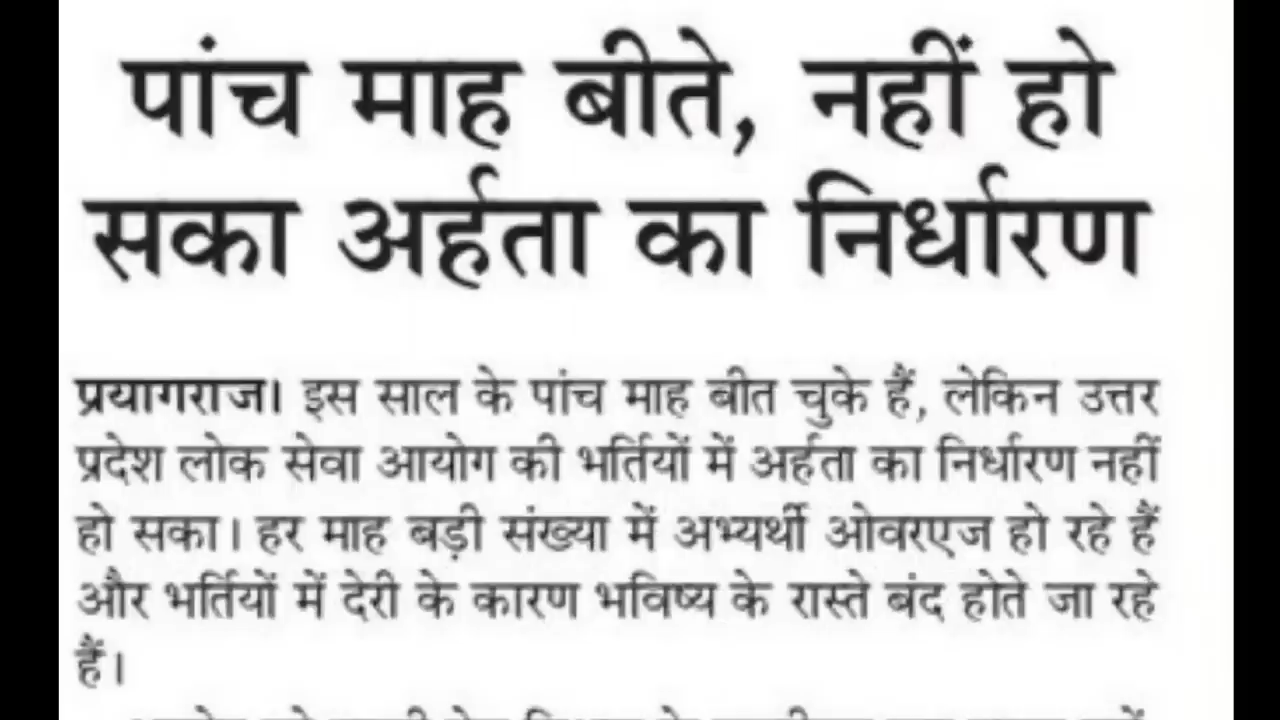 पांच माह बीते, नहीं हो
सका अर्हता का निर्धारण
प्रयागराज। इस साल के पांच माह बीत चुके हैं, लेकिन उत्तर
प्रदेश लोक सेवा आयोग की भर्तियों में अर्हता का निर्धारण नहीं
हो सका। हर माह बड़ी संख्या में अभ्यर्थी ओवरएज हो रहे हैं
और भर्तियों में देरी के कारण भविष्य के रास्ते बंद होते जा रहे
हैं।